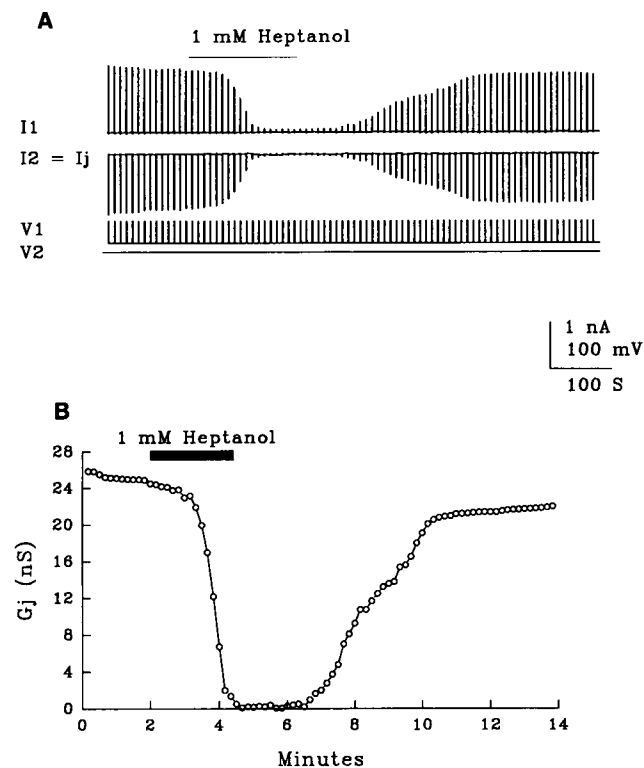 A
1 mM Heptanol
I1
I2 = Ij
V1
V2
1 nA
100 mV
100 S
B
1 mM Heptanol
28
24
20
16
12
8
4
0
Gj (nS)
0 2 4 6 8 10 12 14
Minutes